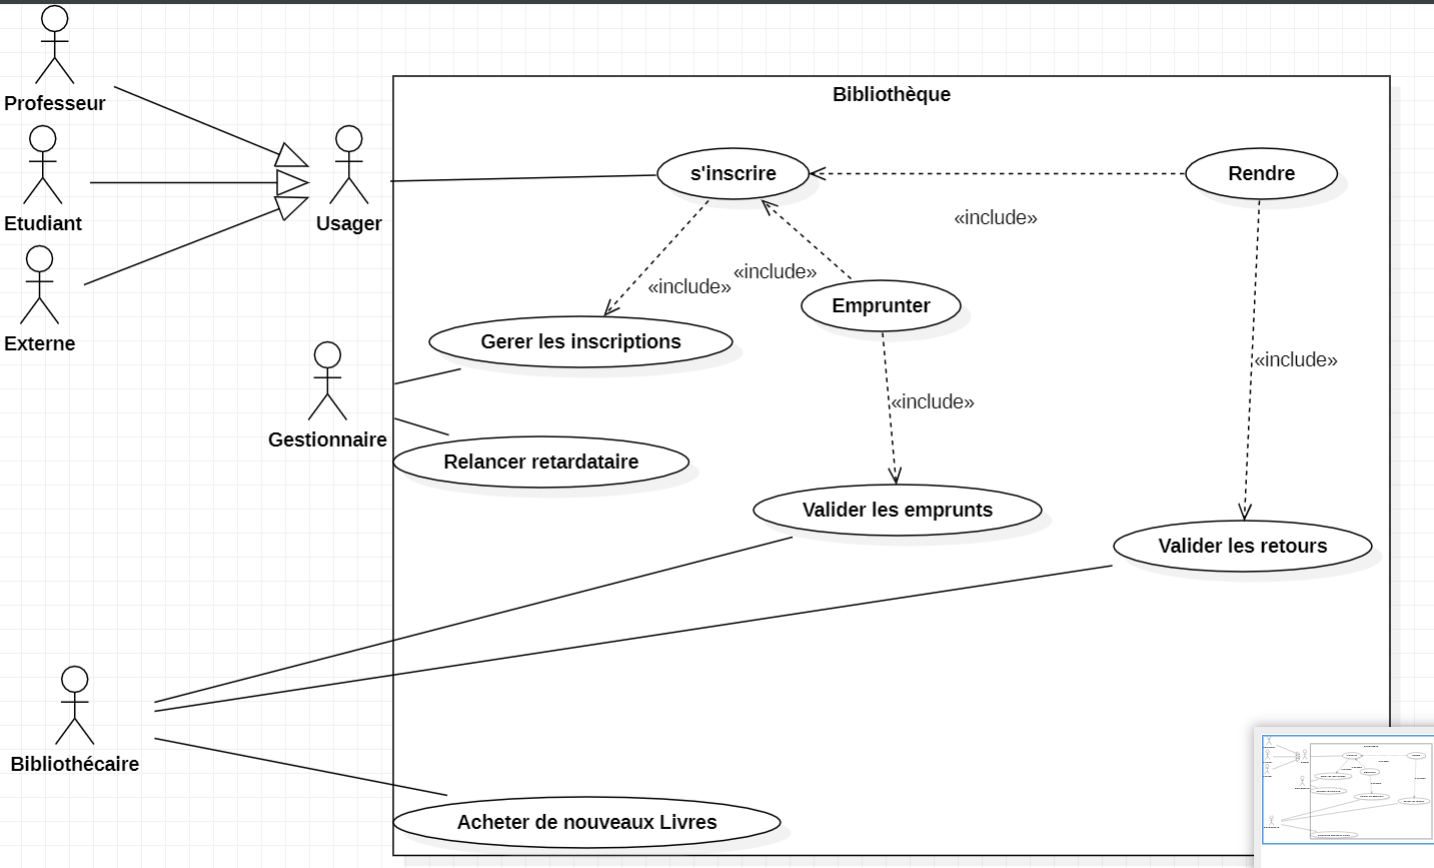 Professeur
Bibliothèque
Etudiant
Usager
s'inscrire
Rendre
«include»
«include»
«include»
Emprunter
Externe
Gerer les inscriptions
«include»
«include»
Gestionnaire
Relancer retardataire
Valider les emprunts
Valider les retours
Bibliothécaire
Acheter de nouveaux Livres